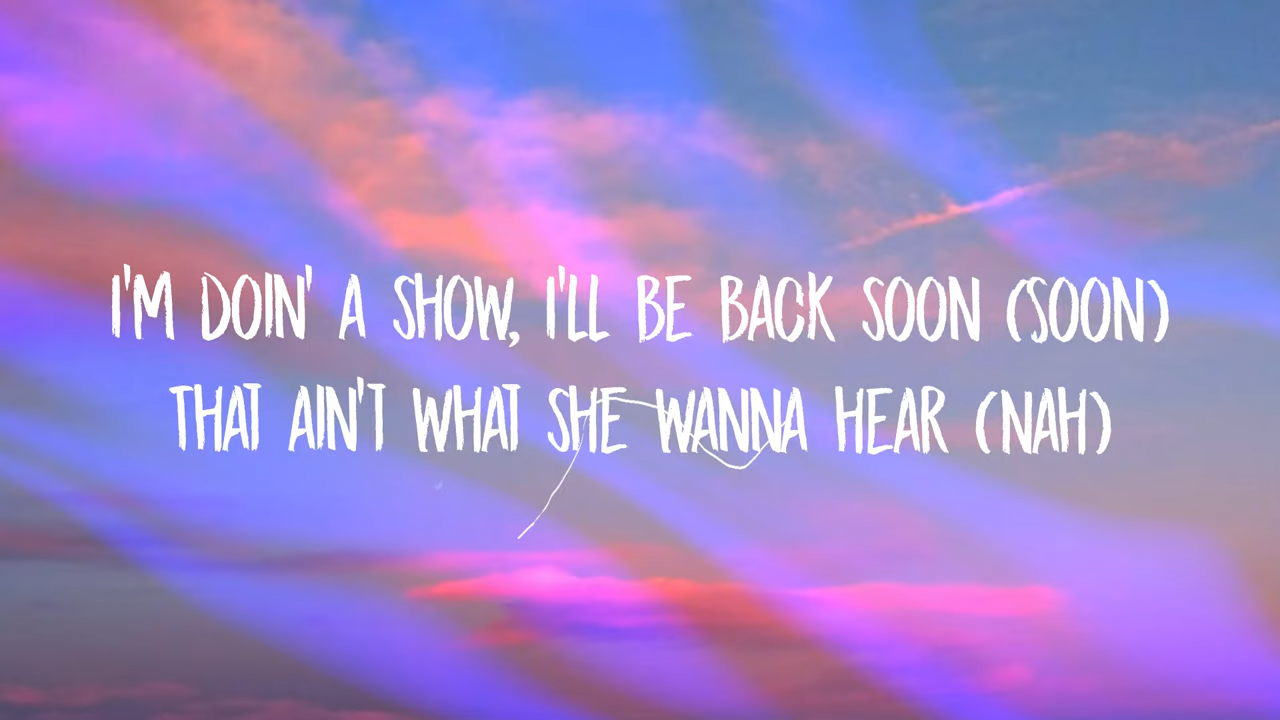 I'M DOIN' A SHOW, I'LL BE BACK SOON (SOON)
THAT AIN'T WHAT SHE WANNA HEAR (NAH)